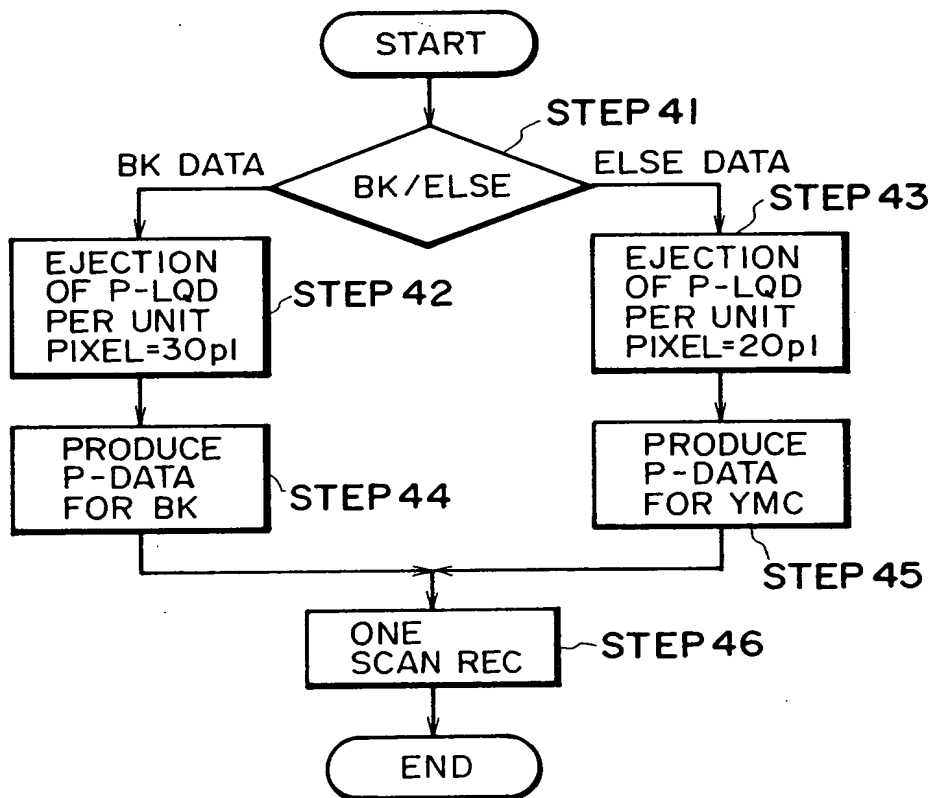 START
STEP 41
BK DATA
BK/ELSE
ELSE DATA
STEP 43
EJECTION
OF P-LQD
PER UNIT
PIXEL=30pl
STEP 42
EJECTION
OF P-LQD
PER UNIT
PIXEL=20pl
PRODUCE
P-DATA
FOR BK
STEP 44
PRODUCE
P-DATA
FOR YMC
STEP 45
ONE
SCAN REC
STEP 46
END